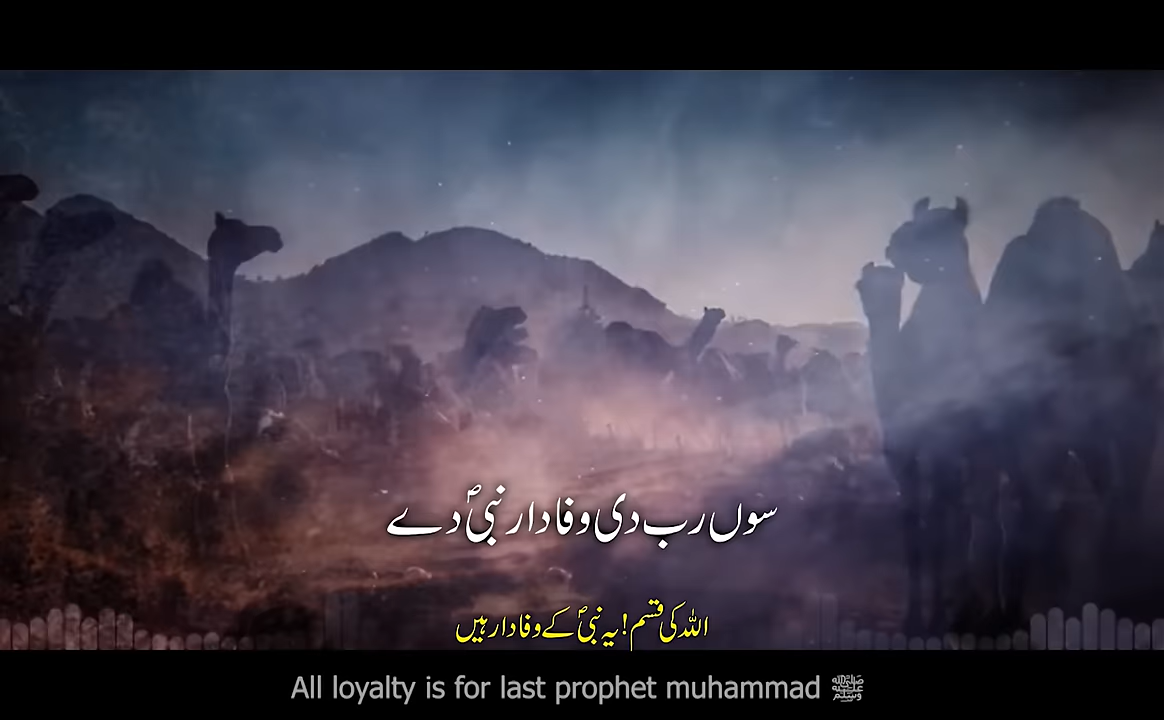 سوں رب دی وفادار نبیؐ دے
اللہ کی قسم! یہ نبیؐ کے وفادار ہیں
All loyalty is for last prophet muhammad ﷺ